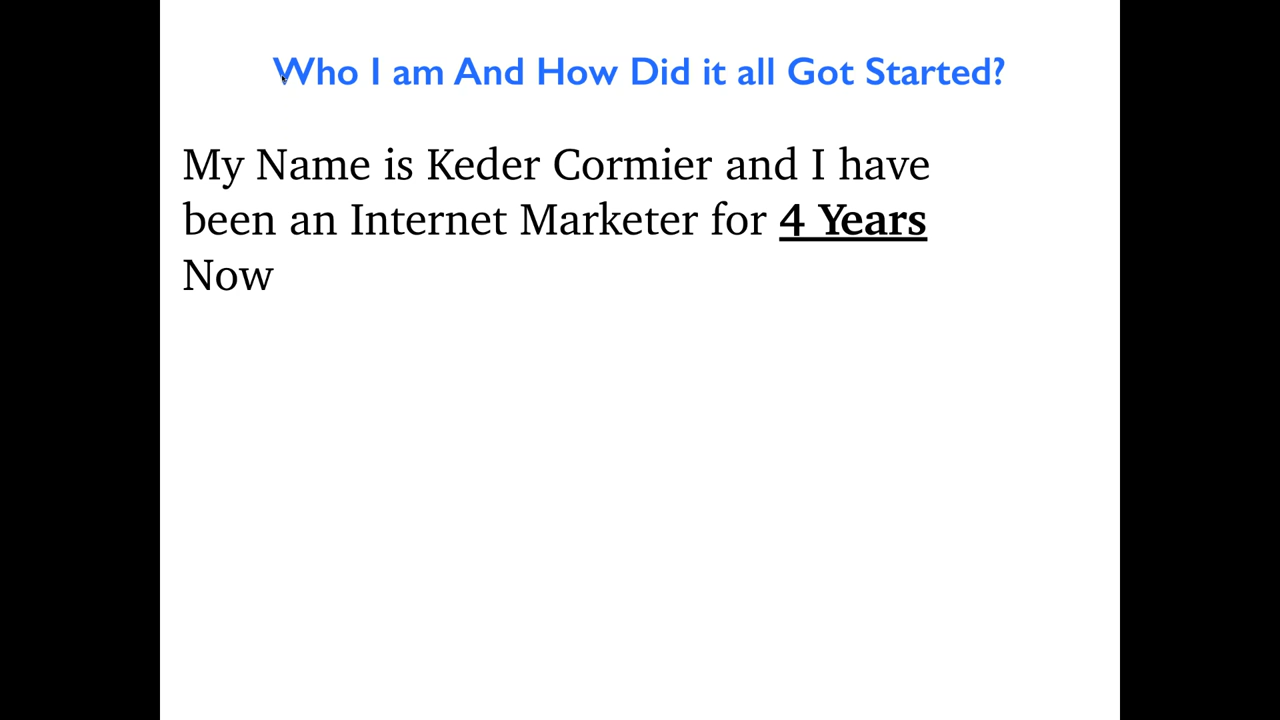 Who I am And How Did it all Got Started?
My Name is Keder Cormier and I have
been an Internet Marketer for 4 Years
Now